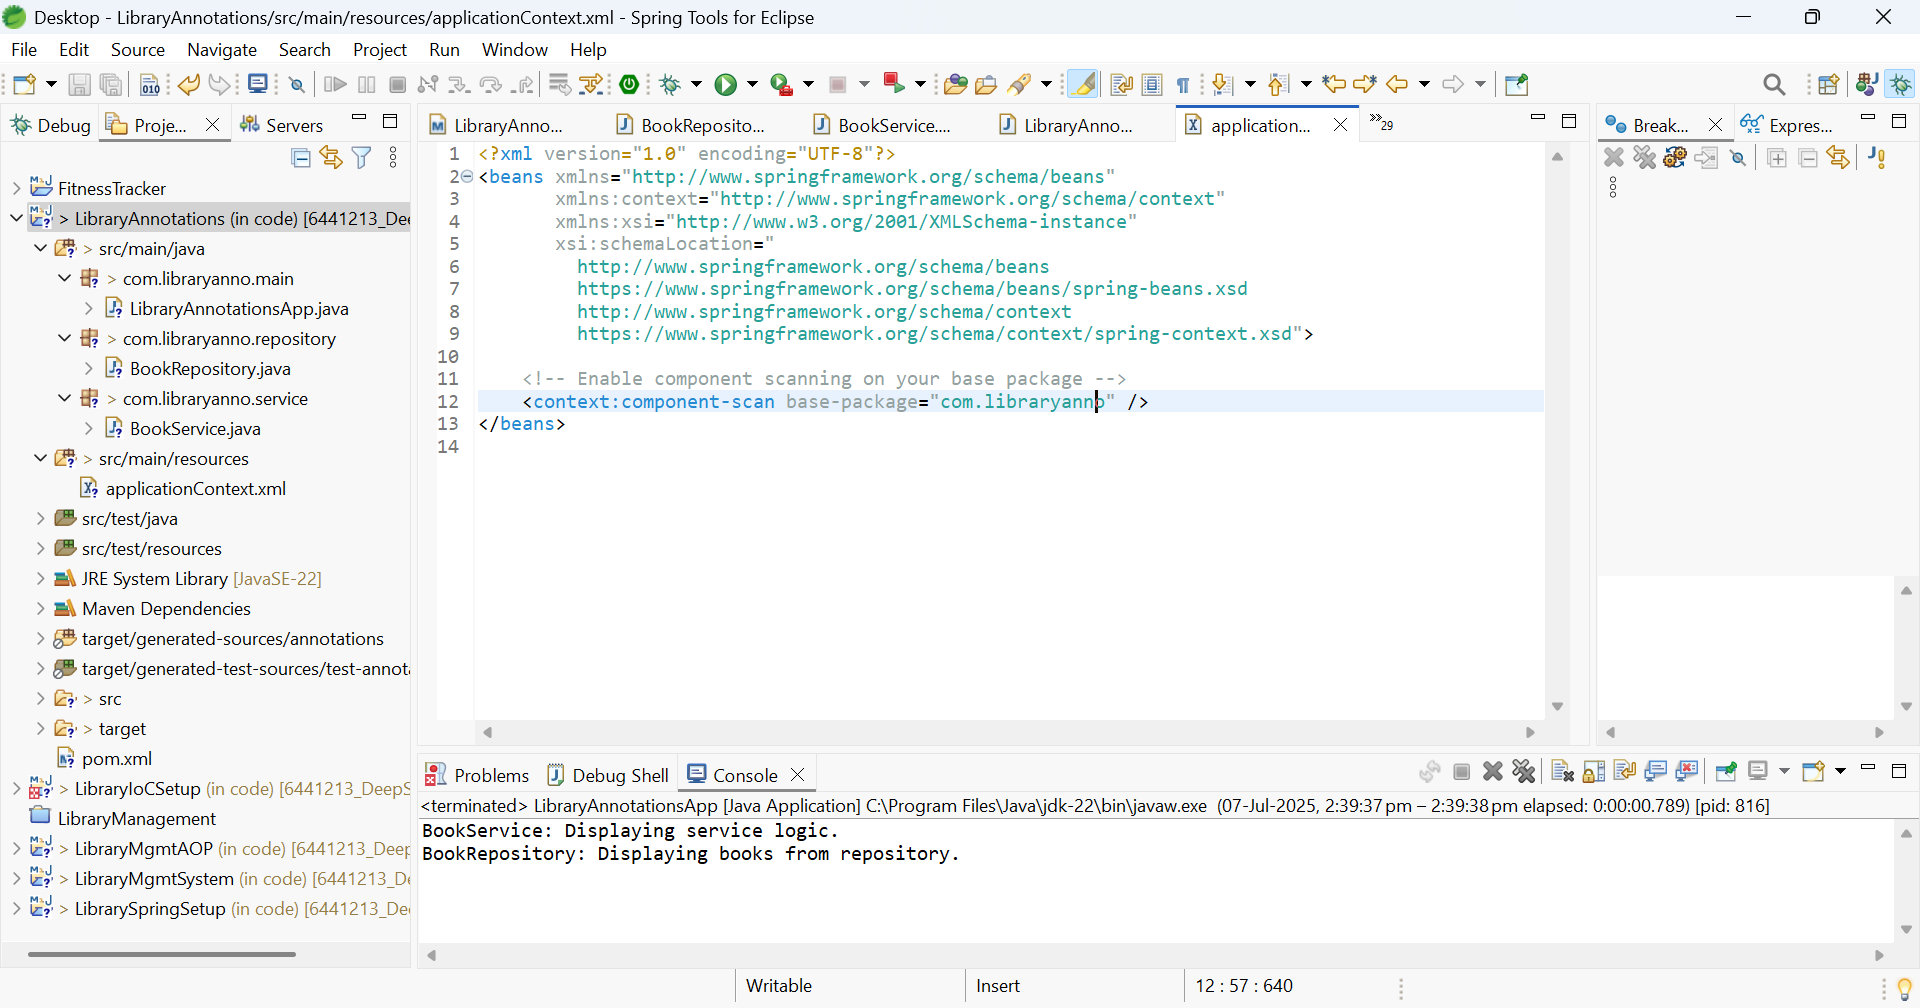 Desktop - LibraryAnnotations/src/main/resources/applicationContext.xml - Spring Tools for Eclipse
File Edit Source Navigate Search Project Run Window Help
Debug Proje... Servers
FitnessTracker
> LibraryAnnotations (in code) [6441213_Dee
> src/main/java
> com.libraryanno.main
LibraryAnnotationsApp.java
> com.libraryanno.repository
BookRepository.java
> com.libraryanno.service
BookService.java
> src/main/resources
applicationContext.xml
src/test/java
src/test/resources
JRE System Library [JavaSE-22]
Maven Dependencies
target/generated-sources/annotations
target/generated-test-sources/test-annota
> src
> target
pom.xml
> LibraryIoCSetup (in code) [6441213_DeepS
LibraryManagement
> LibraryMgmtAOP (in code) [6441213_Deep
> LibraryMgmtSystem (in code) [6441213_De
> LibrarySpringSetup (in code) [6441213_Dee
LibraryAnno... BookReposito... BookService.... LibraryAnno... application... »29
1 <?xml version="1.0" encoding="UTF-8"?>
2 <beans xmlns="http://www.springframework.org/schema/beans"
3 xmlns:context="http://www.springframework.org/schema/context"
4 xmlns:xsi="http://www.w3.org/2001/XMLSchema-instance"
5 xsi:schemaLocation="
6 http://www.springframework.org/schema/beans
7 https://www.springframework.org/schema/beans/spring-beans.xsd
8 http://www.springframework.org/schema/context
9 https://www.springframework.org/schema/context/spring-context.xsd">
10
11 <!-- Enable component scanning on your base package -->
12 <context:component-scan base-package="com.libraryanno" />
13 </beans>
14
Break... Expres...
Problems Debug Shell Console
<terminated> LibraryAnnotationsApp [Java Application] C:\Program Files\Java\jdk-22\bin\javaw.exe (07-Jul-2025, 2:39:37 pm – 2:39:38 pm elapsed: 0:00:00.789) [pid: 816]
BookService: Displaying service logic.
BookRepository: Displaying books from repository.
Writable Insert 12 : 57 : 640